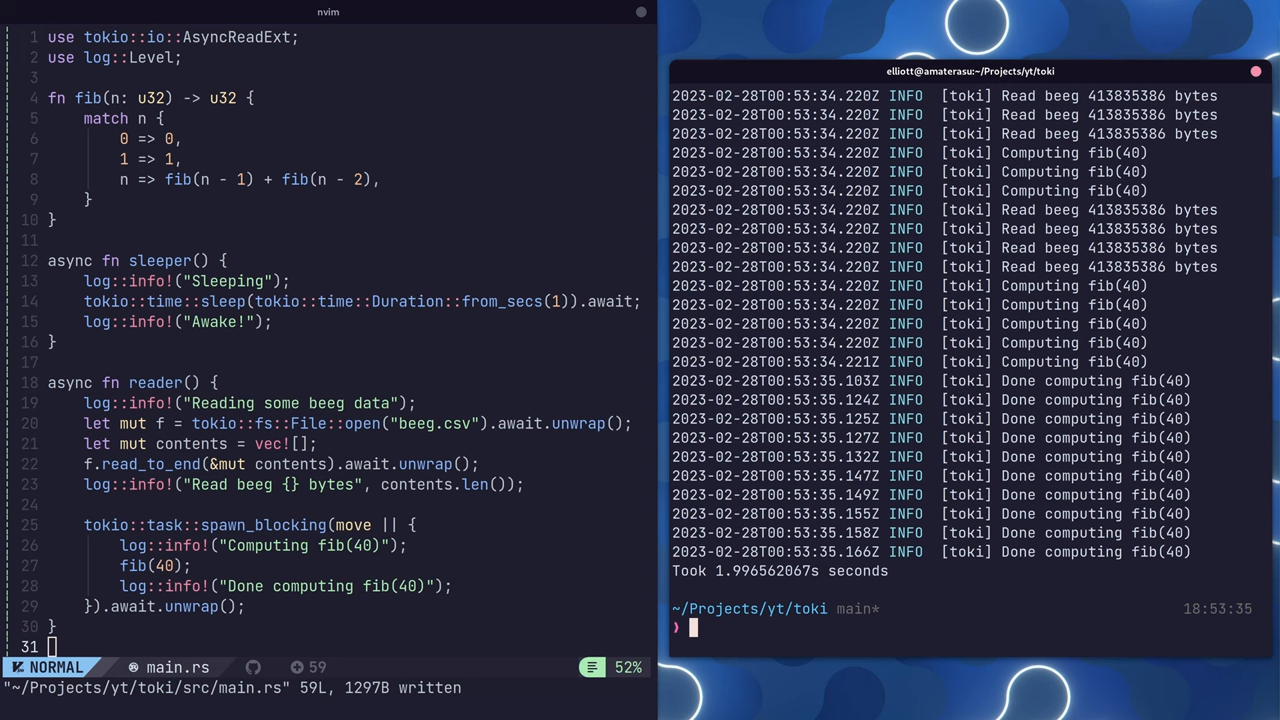 nvim
1 use tokio::io::AsyncReadExt;
2 use log::Level;
3
4 fn fib(n: u32) -> u32 {
5     match n {
6         0 => 0,
7         1 => 1,
8         n => fib(n - 1) + fib(n - 2),
9     }
10 }
11
12 async fn sleeper() {
13     log::info!("Sleeping");
14     tokio::time::sleep(tokio::time::Duration::from_secs(1)).await;
15     log::info!("Awake!");
16 }
17
18 async fn reader() {
19     log::info!("Reading some beeg data");
20     let mut f = tokio::fs::File::open("beeg.csv").await.unwrap();
21     let mut contents = vec![];
22     f.read_to_end(&mut contents).await.unwrap();
23     log::info!("Read beeg {} bytes", contents.len());
24
25     tokio::task::spawn_blocking(move || {
26         log::info!("Computing fib(40)");
27         fib(40);
28         log::info!("Done computing fib(40)");
29     }).await.unwrap();
30 }
31
NORMAL main.rs 59 52%
"~/Projects/yt/toki/src/main.rs" 59L, 1297B written
elliott@amaterasu:~/Projects/yt/toki
2023-02-28T00:53:34.220Z INFO  [toki] Read beeg 413835386 bytes
2023-02-28T00:53:34.220Z INFO  [toki] Read beeg 413835386 bytes
2023-02-28T00:53:34.220Z INFO  [toki] Read beeg 413835386 bytes
2023-02-28T00:53:34.220Z INFO  [toki] Computing fib(40)
2023-02-28T00:53:34.220Z INFO  [toki] Computing fib(40)
2023-02-28T00:53:34.220Z INFO  [toki] Computing fib(40)
2023-02-28T00:53:34.220Z INFO  [toki] Read beeg 413835386 bytes
2023-02-28T00:53:34.220Z INFO  [toki] Read beeg 413835386 bytes
2023-02-28T00:53:34.220Z INFO  [toki] Read beeg 413835386 bytes
2023-02-28T00:53:34.220Z INFO  [toki] Read beeg 413835386 bytes
2023-02-28T00:53:34.220Z INFO  [toki] Computing fib(40)
2023-02-28T00:53:34.220Z INFO  [toki] Computing fib(40)
2023-02-28T00:53:34.220Z INFO  [toki] Computing fib(40)
2023-02-28T00:53:34.220Z INFO  [toki] Computing fib(40)
2023-02-28T00:53:34.221Z INFO  [toki] Computing fib(40)
2023-02-28T00:53:35.103Z INFO  [toki] Done computing fib(40)
2023-02-28T00:53:35.124Z INFO  [toki] Done computing fib(40)
2023-02-28T00:53:35.125Z INFO  [toki] Done computing fib(40)
2023-02-28T00:53:35.127Z INFO  [toki] Done computing fib(40)
2023-02-28T00:53:35.132Z INFO  [toki] Done computing fib(40)
2023-02-28T00:53:35.147Z INFO  [toki] Done computing fib(40)
2023-02-28T00:53:35.149Z INFO  [toki] Done computing fib(40)
2023-02-28T00:53:35.155Z INFO  [toki] Done computing fib(40)
2023-02-28T00:53:35.158Z INFO  [toki] Done computing fib(40)
2023-02-28T00:53:35.166Z INFO  [toki] Done computing fib(40)
Took 1.996562067s seconds
~/Projects/yt/toki main* 18:53:35
❯